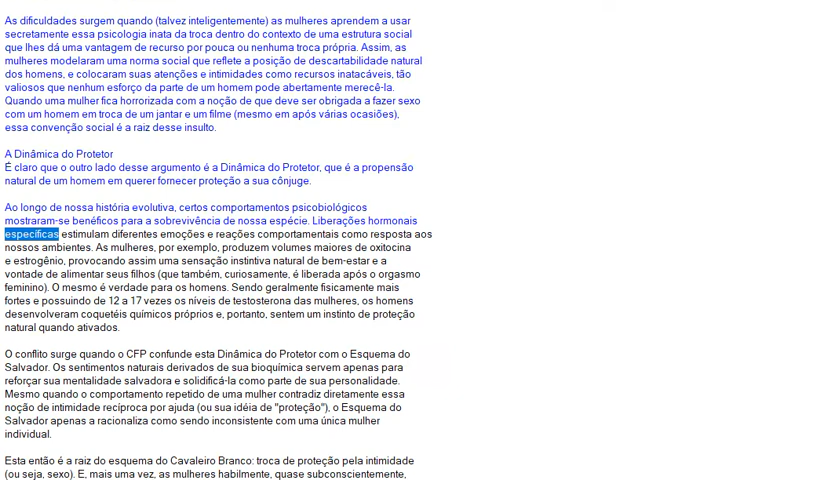 As dificuldades surgem quando (talvez inteligentemente) as mulheres aprendem a usar
secretamente essa psicologia inata da troca dentro do contexto de uma estrutura social
que lhes dá uma vantagem de recurso por pouca ou nenhuma troca própria. Assim, as
mulheres modelaram uma norma social que reflete a posição de descartabilidade natural
dos homens, e colocaram suas atenções e intimidades como recursos inatacáveis, tão
valiosos que nenhum esforço da parte de um homem pode abertamente merecê-la.
Quando uma mulher fica horrorizada com a noção de que deve ser obrigada a fazer sexo
com um homem em troca de um jantar e um filme (mesmo em após várias ocasiões),
essa convenção social é a raiz desse insulto.
A Dinâmica do Protetor
É claro que o outro lado desse argumento é a Dinâmica do Protetor, que é a propensão
natural de um homem em querer fornecer proteção a sua cônjuge.
Ao longo de nossa história evolutiva, certos comportamentos psicobiológicos
mostraram-se benéficos para a sobrevivência de nossa espécie. Liberações hormonais
específicas estimulam diferentes emoções e reações comportamentais como resposta aos
nossos ambientes. As mulheres, por exemplo, produzem volumes maiores de oxitocina
e estrogênio, provocando assim uma sensação instintiva natural de bem-estar e a
vontade de alimentar seus filhos (que também, curiosamente, é liberada após o orgasmo
feminino). O mesmo é verdade para os homens. Sendo geralmente fisicamente mais
fortes e possuindo de 12 a 17 vezes os níveis de testosterona das mulheres, os homens
desenvolveram coquetéis químicos próprios e, portanto, sentem um instinto de proteção
natural quando ativados.
O conflito surge quando o CFP confunde esta Dinâmica do Protetor com o Esquema do
Salvador. Os sentimentos naturais derivados de sua bioquímica servem apenas para
reforçar sua mentalidade salvadora e solidificá-la como parte de sua personalidade.
Mesmo quando o comportamento repetido de uma mulher contradiz diretamente essa
noção de intimidade recíproca por ajuda (ou sua idéia de "proteção"), o Esquema do
Salvador apenas a racionaliza como sendo inconsistente com uma única mulher
individual.
Esta então é a raiz do esquema do Cavaleiro Branco: troca de proteção pela intimidade
(ou seja, sexo). E, mais uma vez, as mulheres habilmente, quase subconscientemente,